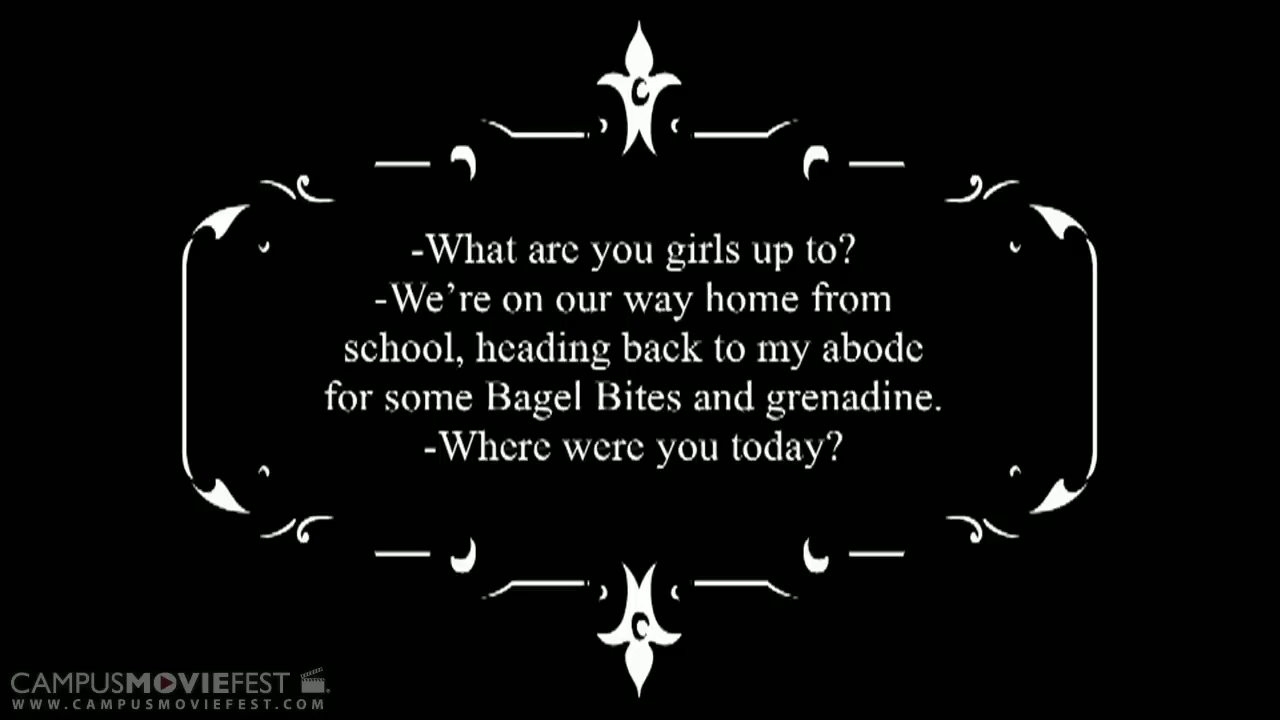 -What are you girls up to?
-We're on our way home from
school, heading back to my abode
for some Bagel Bites and grenadine.
-Where were you today?
CAMPUSMOVIEFEST
WWW.CAMPUSMOVIEFEST.COM